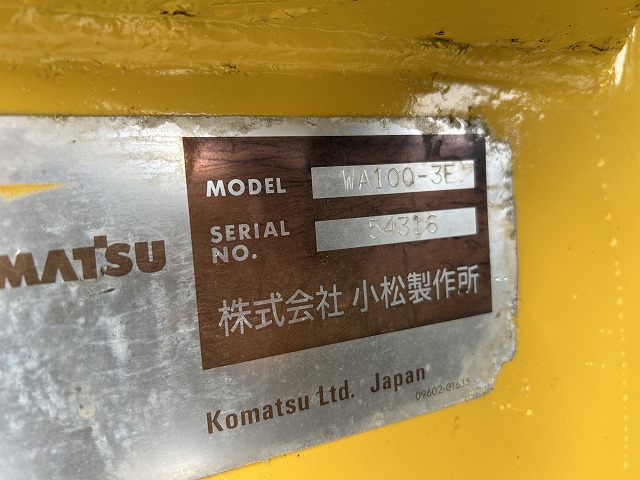 MODEL WA100-3E
SERIAL NO. 54316
OMATSU
株式会社 小松製作所
Komatsu Ltd. Japan
09602-01635